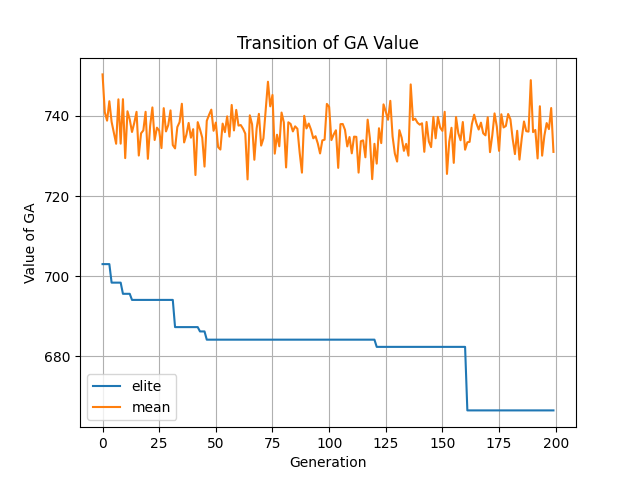 Transition of GA Value
Value of GA
740
720
700
680
elite
mean
0 25 50 75 100 125 150 175 200
Generation